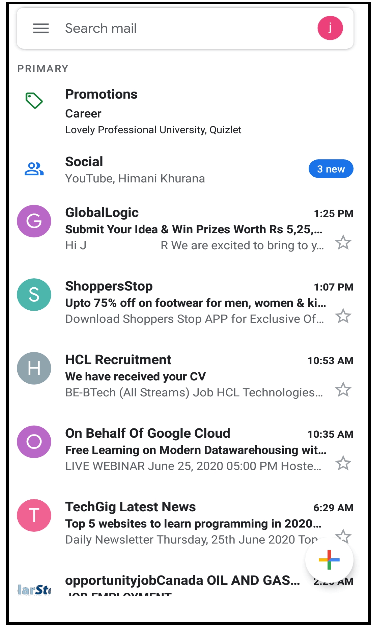 Search mail
j
PRIMARY
Promotions
Career
Lovely Professional University, Quizlet
Social
YouTube, Himani Khurana
3 new
G
GlobalLogic
1:25 PM
Submit Your Idea & Win Prizes Worth Rs 5,25,...
Hi J R We are excited to bring to y...
S
ShoppersStop
1:07 PM
Upto 75% off on footwear for men, women & ki...
Download Shoppers Stop APP for Exclusive Of...
H
HCL Recruitment
10:53 AM
We have received your CV
BE-BTech (All Streams) Job HCL Technologies...
O
On Behalf Of Google Cloud
10:35 AM
Free Learning on Modern Datawarehousing wit...
LIVE WEBINAR June 25, 2020 05:00 PM Hoste...
T
TechGig Latest News
6:29 AM
Top 5 websites to learn programming in 2020...
Daily Newsletter Thursday, 25th June 2020 Top
larSt
opportunityjobCanada OIL AND GAS...
AM
JOB EMPLOYMENT